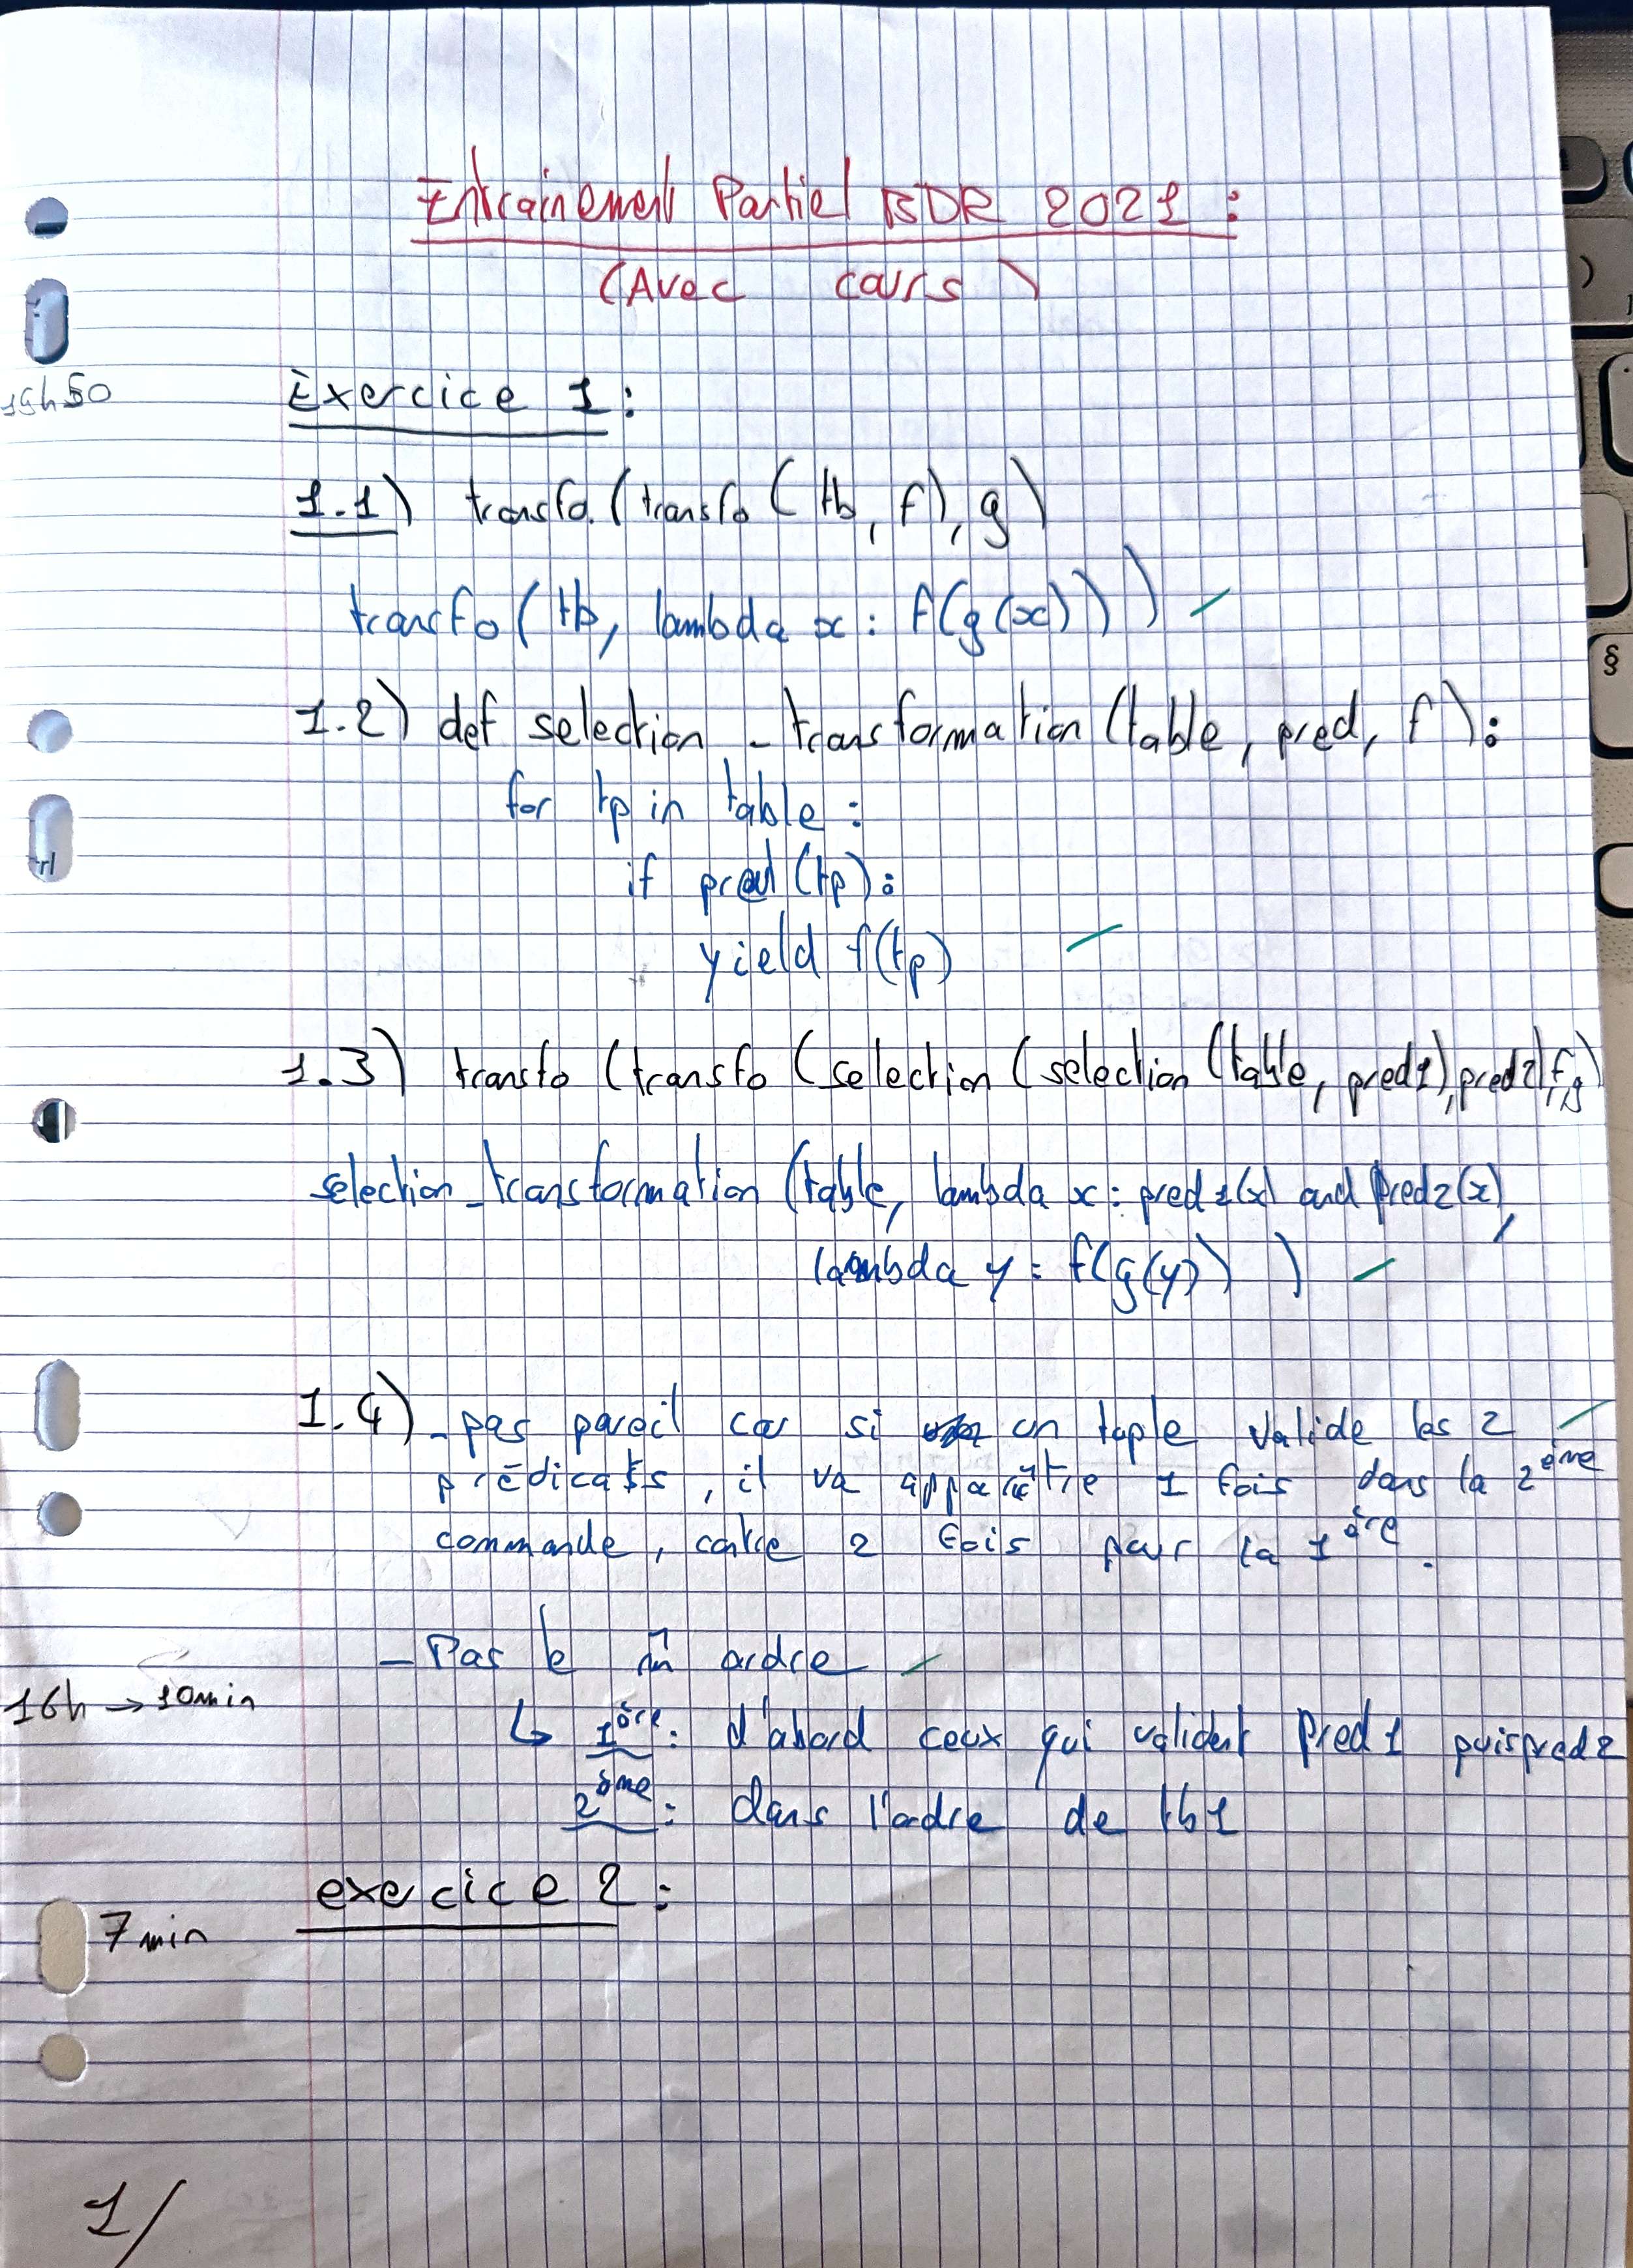 Entrainement Partiel BDR 2021 :
(Avec cours)
15h50
Exercice 1 :
1.1) transfo (transfo (tb, f), g)
transfo (tb, lambda x : f(g(x)))
1.2) def selection_transformation (table, pred, f) :
for tp in table :
if pred (tp) :
yield f(tp)
1.3) transfo (transfo (selection (selection (table, pred1), pred2), f), g)
selection_transformation (table, lambda x : pred1(x) and pred2(x),
lambda y = f(g(y)) )
1.4) - pas pareil car si un tuple valide les 2
prédicats, il va apparaître 1 fois dans la 2ème
commande, contre 2 fois pour la 1ère.
- Pas le m̂ ordre
16h → 10min
↳ 1ère : d'abord ceux qui valident pred1 puis pred2
2ème : dans l'ordre de tb1
exercice 2 :
7min
1/
§
)